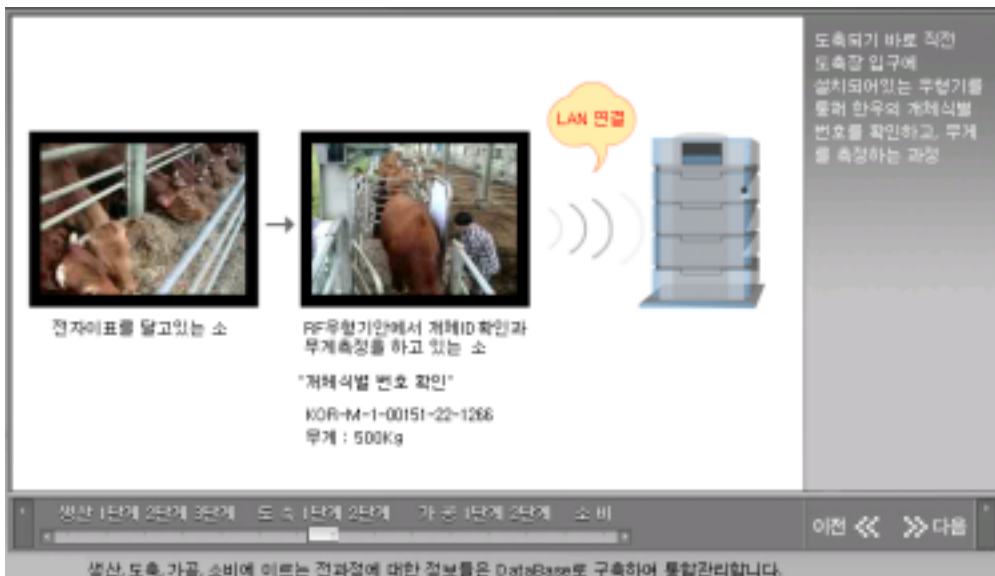 도축되기 바로 직전
도축장 입구에
설치되어있는 우형기를
통해 한우의 개체식별
번호를 확인하고, 무게
를 측정하는 과정
LAN 연결
전자이표를 달고있는 소
RF우형기안에서 개체ID확인과
무게측정을 하고 있는 소
"개체식별 번호 확인"
KOR-M-1-00151-22-1266
무게 : 500Kg
생산 1단계 2단계 3단계 도축 1단계 2단계 가공 1단계 2단계 소비
이전 다음
생산, 도축, 가공, 소비에 이르는 전과정에 대한 정보들은 DataBase로 구축하여 통합관리합니다.